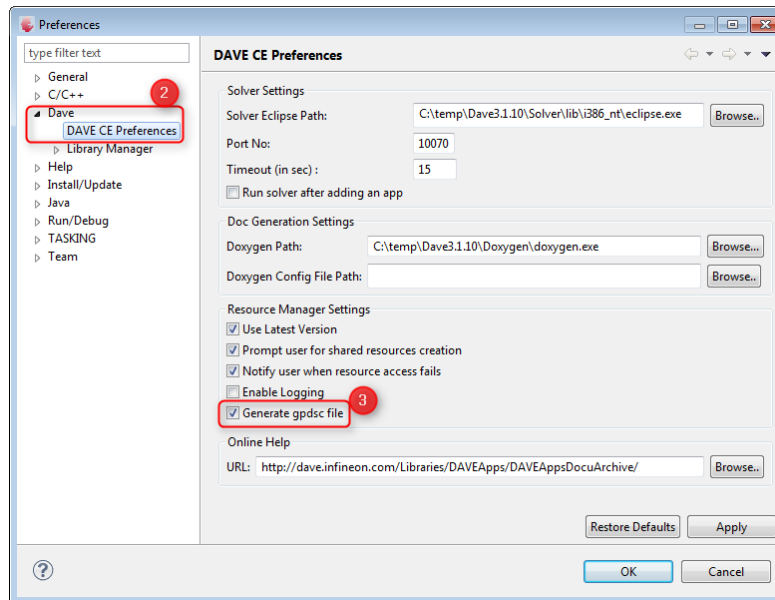 Preferences
type filter text
DAVE CE Preferences
General
C/C++
2
Dave
DAVE CE Preferences
Library Manager
Help
Install/Update
Java
Run/Debug
TASKING
Team
Solver Settings
Solver Eclipse Path: C:\temp\Dave3.1.10\Solver\lib\i386_nt\eclipse.exe Browse..
Port No: 10070
Timeout (in sec) : 15
Run solver after adding an app
Doc Generation Settings
Doxygen Path: C:\temp\Dave3.1.10\Doxygen\doxygen.exe Browse...
Doxygen Config File Path: Browse..
Resource Manager Settings
Use Latest Version
Prompt user for shared resources creation
Notify user when resource access fails
Enable Logging
3
Generate gpdsc file
Online Help
URL: http://dave.infineon.com/Libraries/DAVEApps/DAVEAppsDocuArchive/ Browse..
Restore Defaults Apply
? OK Cancel